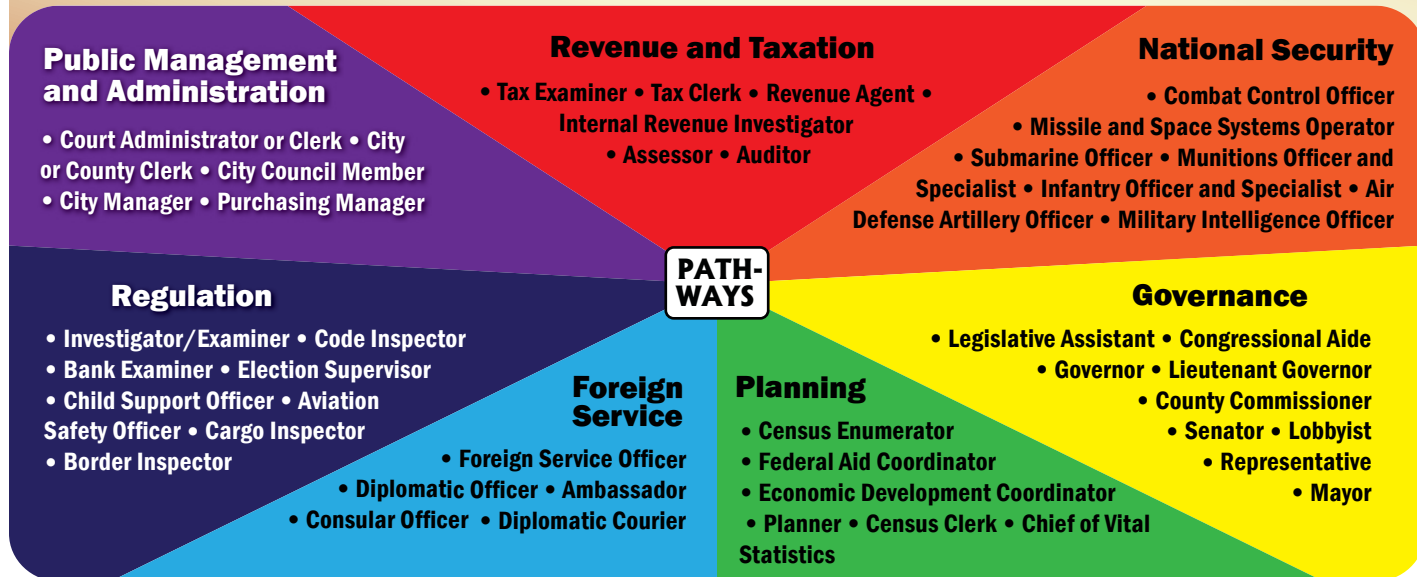 Public Management
and Administration
• Court Administrator or Clerk • City
or County Clerk • City Council Member
• City Manager • Purchasing Manager
Revenue and Taxation
• Tax Examiner • Tax Clerk • Revenue Agent •
Internal Revenue Investigator
• Assessor • Auditor
National Security
• Combat Control Officer
• Missile and Space Systems Operator
• Submarine Officer • Munitions Officer and
Specialist • Infantry Officer and Specialist • Air
Defense Artillery Officer • Military Intelligence Officer
PATH-
WAYS
Regulation
• Investigator/Examiner • Code Inspector
• Bank Examiner • Election Supervisor
• Child Support Officer • Aviation
Safety Officer • Cargo Inspector
• Border Inspector
Foreign
Service
• Foreign Service Officer
• Diplomatic Officer • Ambassador
• Consular Officer • Diplomatic Courier
Planning
• Census Enumerator
• Federal Aid Coordinator
• Economic Development Coordinator
• Planner • Census Clerk • Chief of Vital
Statistics
Governance
• Legislative Assistant • Congressional Aide
• Governor • Lieutenant Governor
• County Commissioner
• Senator • Lobbyist
• Representative
• Mayor